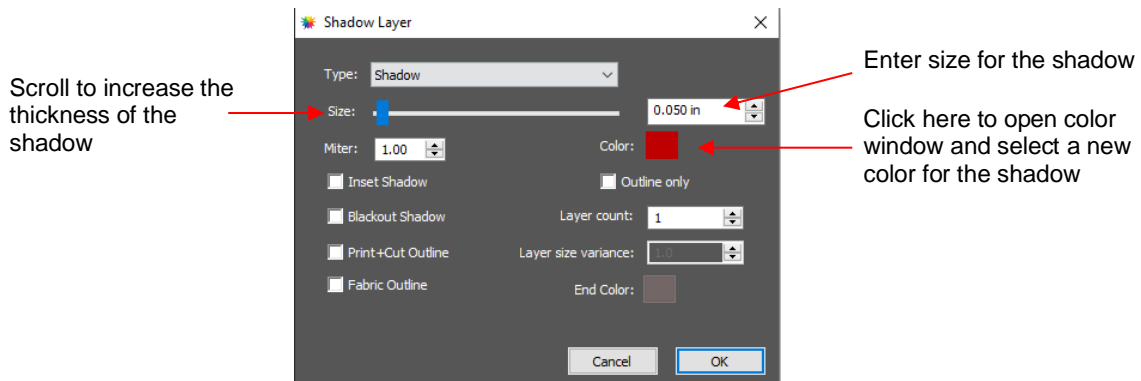 Shadow Layer
Type: Shadow
Enter size for the shadow
Scroll to increase the
thickness of the
shadow
Size: 0.050 in
Click here to open color
window and select a new
color for the shadow
Miter: 1.00 Color:
Inset Shadow Outline only
Blackout Shadow Layer count: 1
Print+Cut Outline Layer size variance: 1.0
Fabric Outline End Color:
Cancel OK